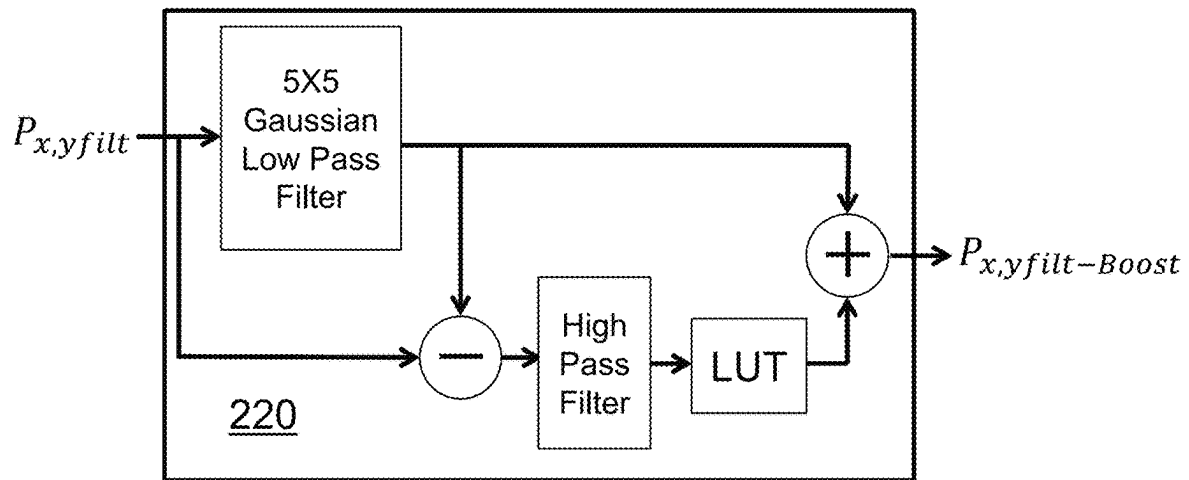 5X5
Gaussian
Low Pass
Filter
P_{x,yfilt}
P_{x,yfilt-Boost}
High
Pass
Filter
LUT
220